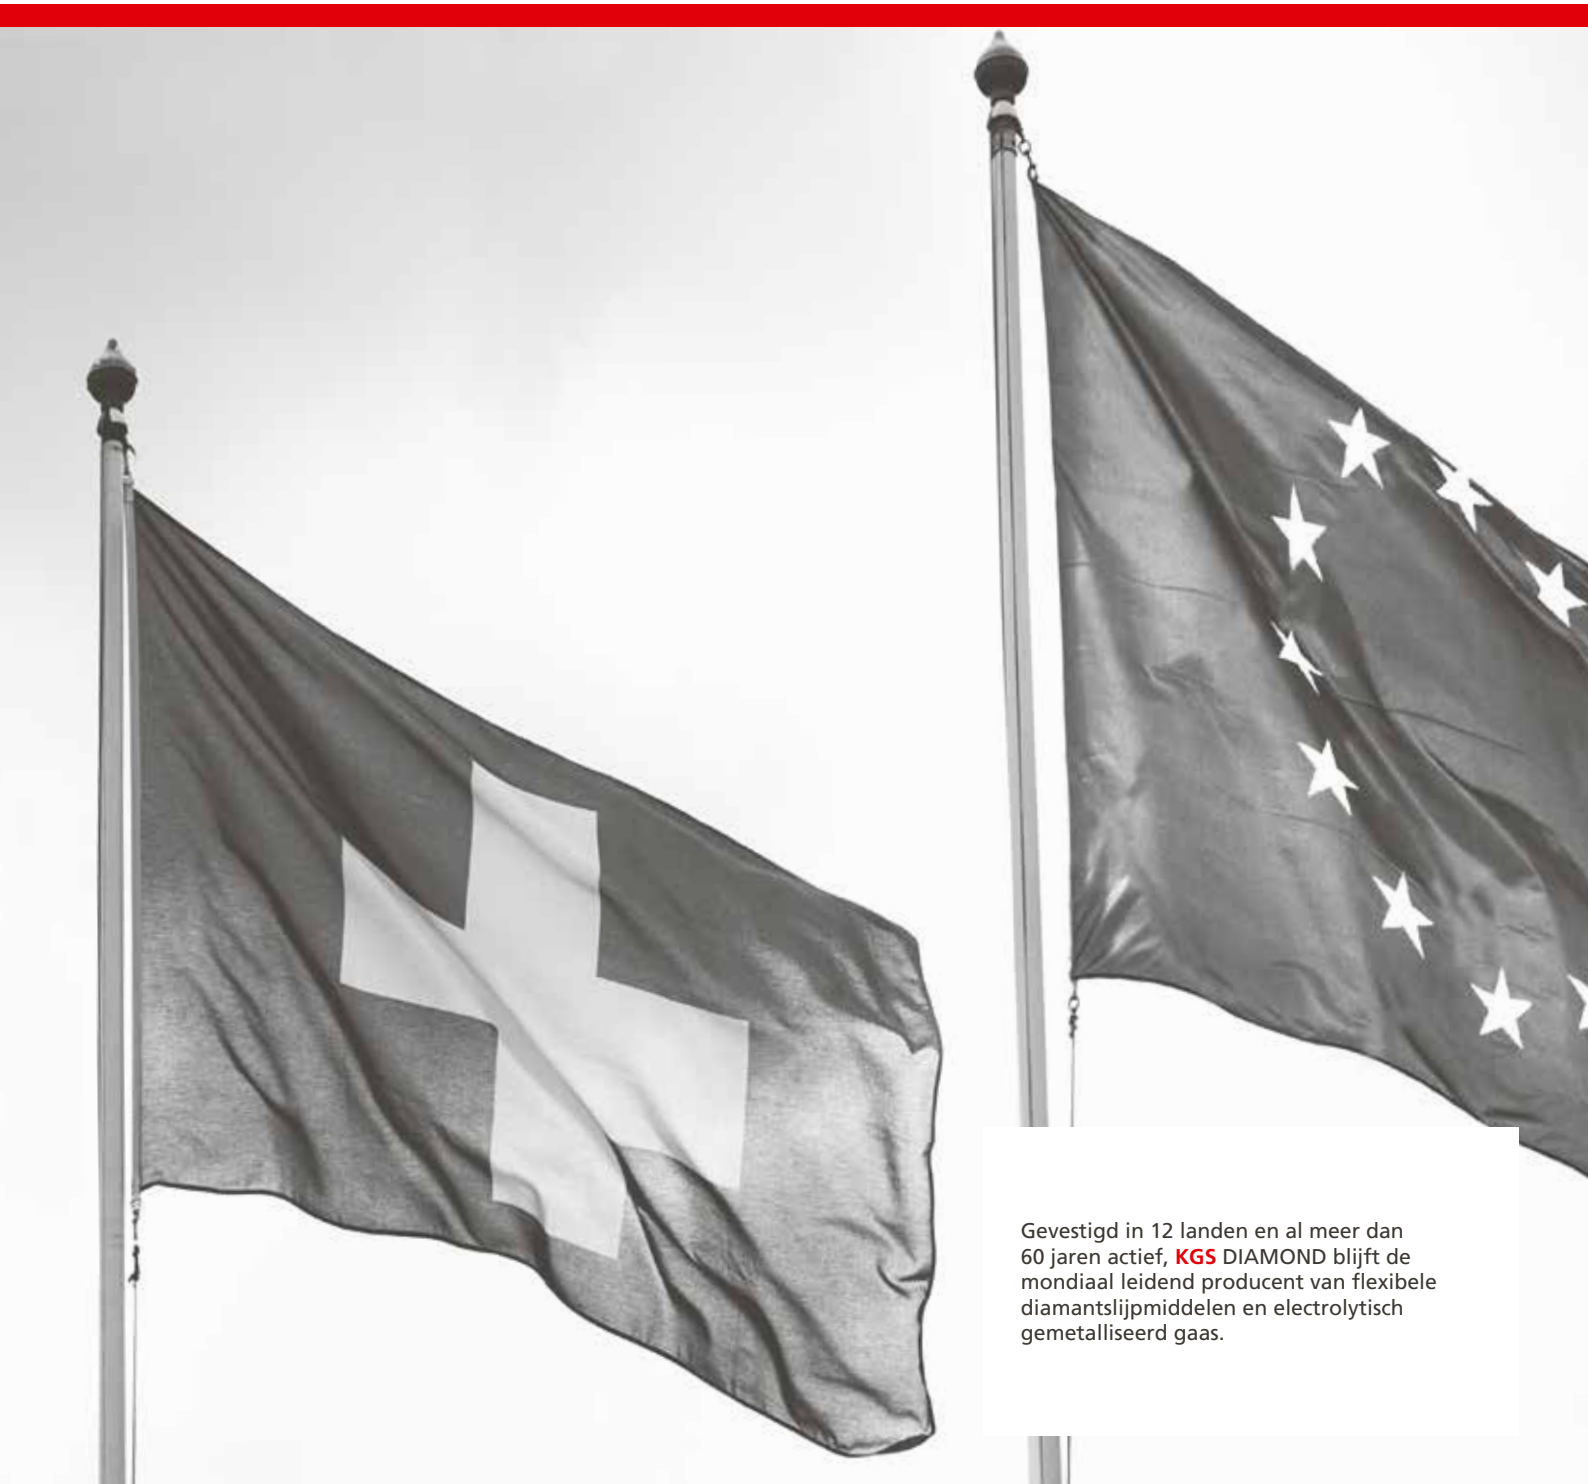 Gevestigd in 12 landen en al meer dan
60 jaren actief, KGS DIAMOND blijft de
mondiaal leidend producent van flexibele
diamantslijpmiddelen en electrolytisch
gemetalliseerd gaas.